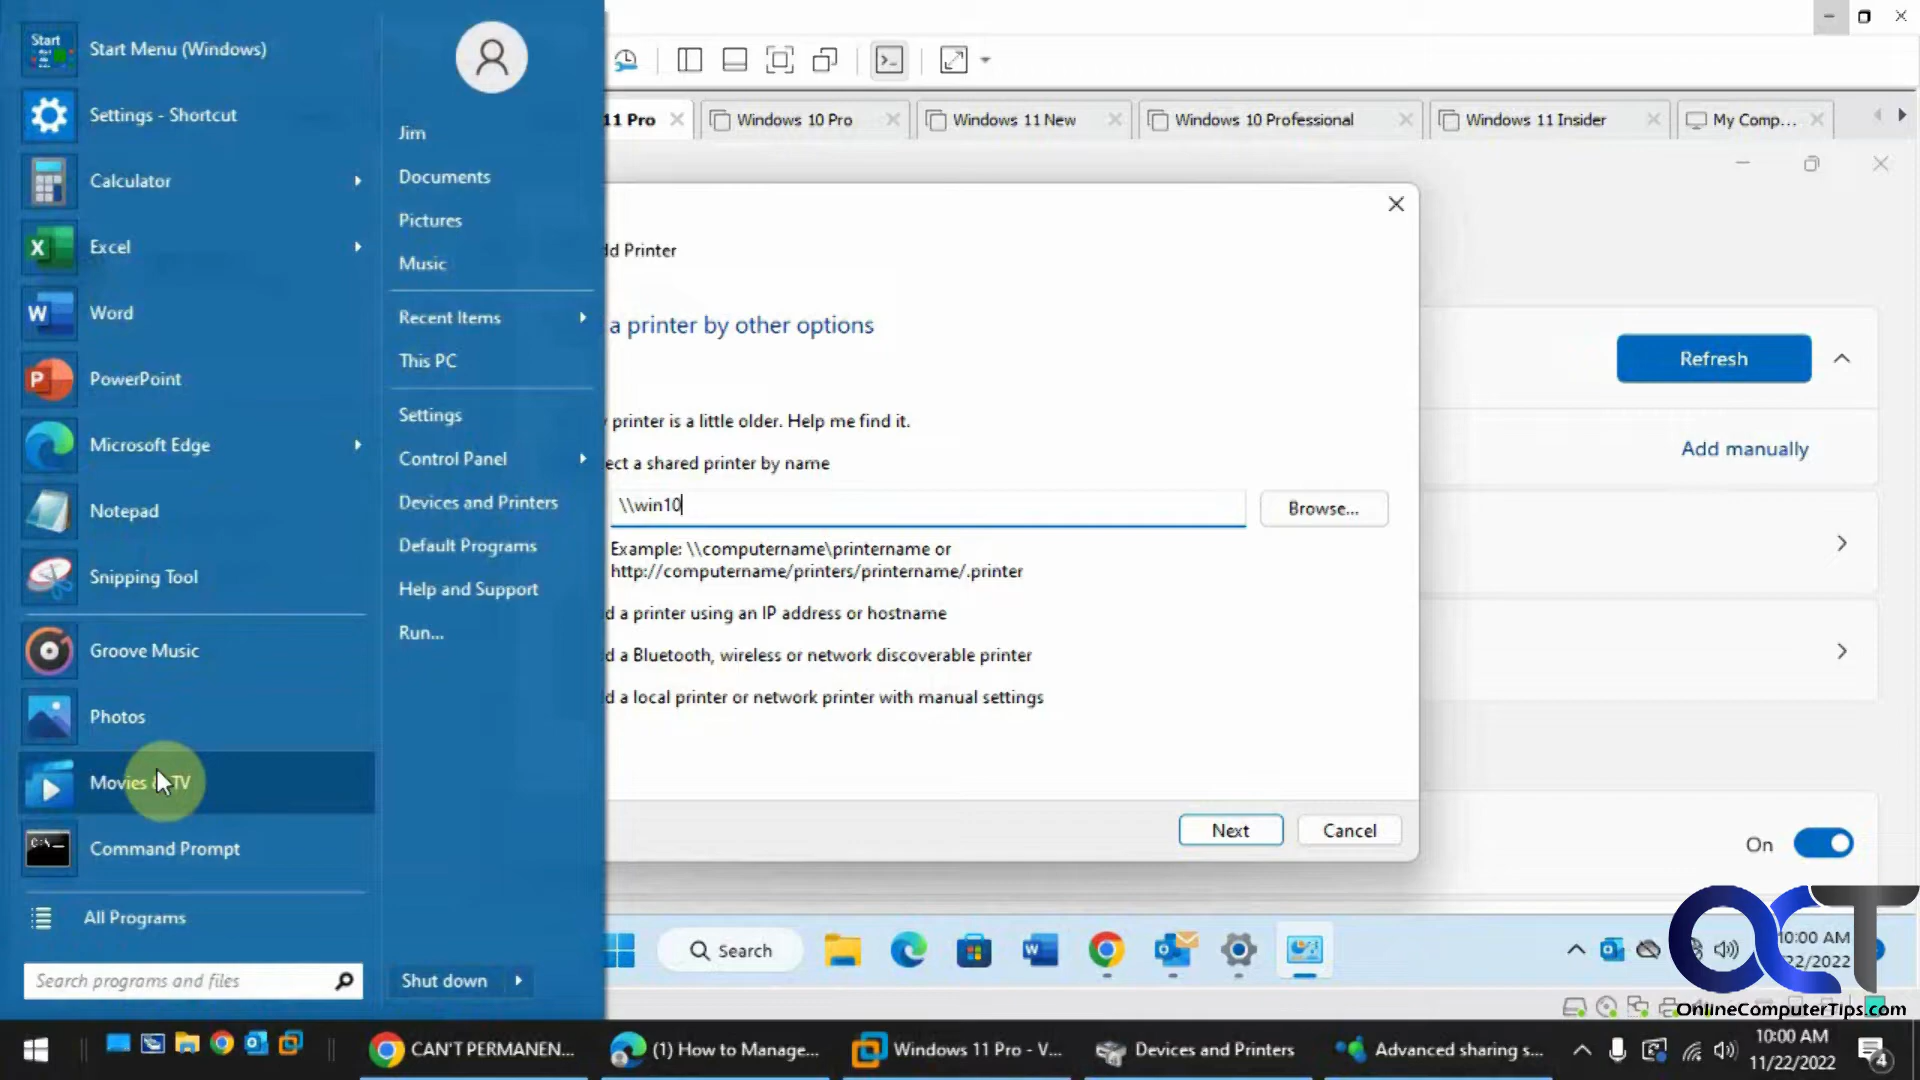 Start
Start Menu (Windows)
Settings - Shortcut
Calculator
Excel
Word
PowerPoint
Microsoft Edge
Notepad
Snipping Tool
Groove Music
Photos
Movies & TV
Command Prompt
All Programs
Search programs and files
Jim
Documents
Pictures
Music
Recent Items
This PC
Settings
Control Panel
Devices and Printers
Default Programs
Help and Support
Run...
Shut down
11 Pro
Windows 10 Pro
Windows 11 New
Windows 10 Professional
Windows 11 Insider
My Comp...
dd Printer
a printer by other options
printer is a little older. Help me find it.
ect a shared printer by name
\\win10
Browse...
Example: \\computername\printername or
http://computername/printers/printername/.printer
d a printer using an IP address or hostname
d a Bluetooth, wireless or network discoverable printer
d a local printer or network printer with manual settings
Next
Cancel
Refresh
Add manually
On
Search
10:00 AM
22/2022
OCT
OnlineComputerTips.com
CAN'T PERMANEN...
(1) How to Manage...
Windows 11 Pro - V...
Devices and Printers
Advanced sharing s...
10:00 AM
11/22/2022
4